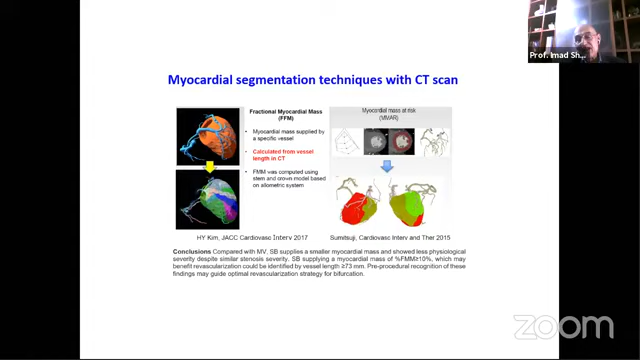 Prof. Imad Sh...
Myocardial segmentation techniques with CT scan
Fractional Myocardial Mass
(FFM)
• Myocardial mass supplied by
a specific vessel
• Calculated from vessel
length in CT
• FMM was computed using
stem and crown model based
on allometric system
Myocardial mass at risk
(MMAR)
HY Kim, JACC Cardiovasc Interv 2017
Sumitsuji, Cardiovasc Interv and Ther 2015
Conclusions Compared with MV, SB supplies a smaller myocardial mass and showed less physiological
severity despite similar stenosis severity. SB supplying a myocardial mass of %FMM≥10%, which may
benefit revascularization could be identified by vessel length ≥73 mm. Pre-procedural recognition of these
findings may guide optimal revascularization strategy for bifurcation.
zoom